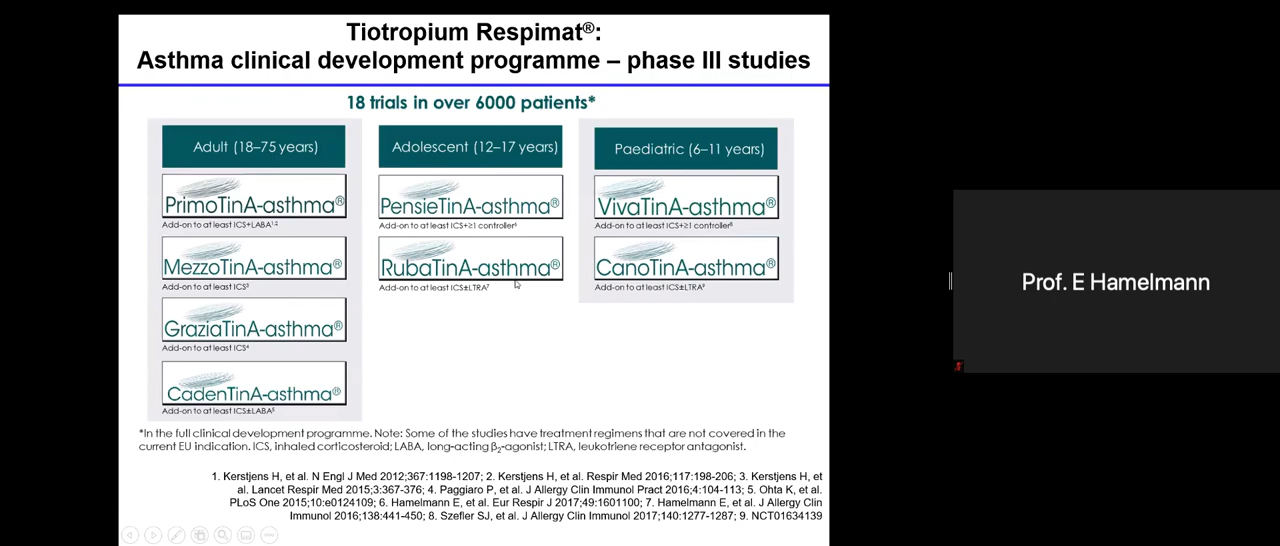 Tiotropium Respimat®:
Asthma clinical development programme – phase III studies
18 trials in over 6000 patients*
Adult (18–75 years)
PrimoTinA-asthma®
Add-on to at least ICS+LABA1,2
MezzoTinA-asthma®
Add-on to at least ICS3
GraziaTinA-asthma®
Add-on to at least ICS4
CadenTinA-asthma®
Add-on to at least ICS±LABA5
Adolescent (12–17 years)
PensieTinA-asthma®
Add-on to at least ICS+≥1 controller6
RubaTinA-asthma®
Add-on to at least ICS±LTRA7
Paediatric (6–11 years)
VivaTinA-asthma®
Add-on to at least ICS+≥1 controller8
CanoTinA-asthma®
Add-on to at least ICS±LTRA9
*In the full clinical development programme. Note: Some of the studies have treatment regimens that are not covered in the
current EU indication. ICS, inhaled corticosteroid; LABA, long-acting β2-agonist; LTRA, leukotriene receptor antagonist.
1. Kerstjens H, et al. N Engl J Med 2012;367:1198-1207; 2. Kerstjens H, et al. Respir Med 2016;117:198-206; 3. Kerstjens H, et
al. Lancet Respir Med 2015;3:367-376; 4. Paggiaro P, et al. J Allergy Clin Immunol Pract 2016;4:104-113; 5. Ohta K, et al.
PLoS One 2015;10:e0124109; 6. Hamelmann E, et al. Eur Respir J 2017;49:1601100; 7. Hamelmann E, et al. J Allergy Clin
Immunol 2016;138:441-450; 8. Szefler SJ, et al. J Allergy Clin Immunol 2017;140:1277-1287; 9. NCT01634139
Prof. E Hamelmann